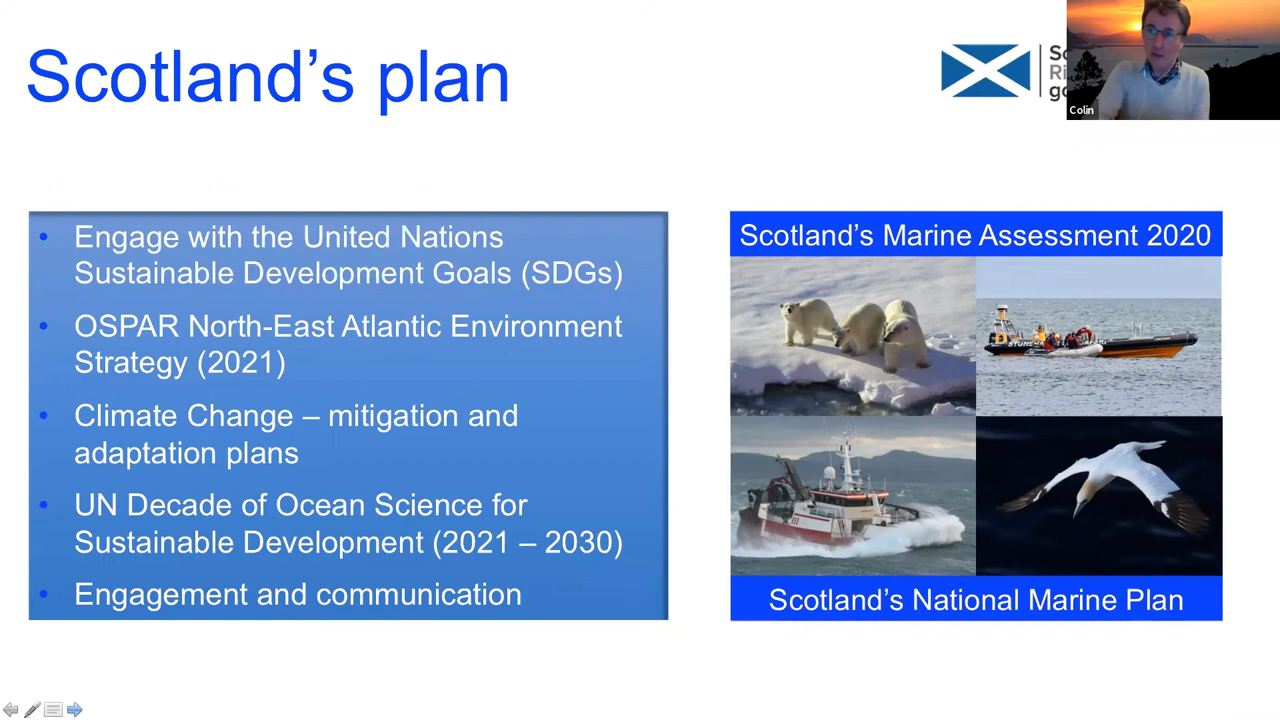 Scotland’s plan
Colin
• Engage with the United Nations
Sustainable Development Goals (SDGs)
• OSPAR North-East Atlantic Environment
Strategy (2021)
• Climate Change – mitigation and
adaptation plans
• UN Decade of Ocean Science for
Sustainable Development (2021 – 2030)
• Engagement and communication
Scotland’s Marine Assessment 2020
Scotland’s National Marine Plan